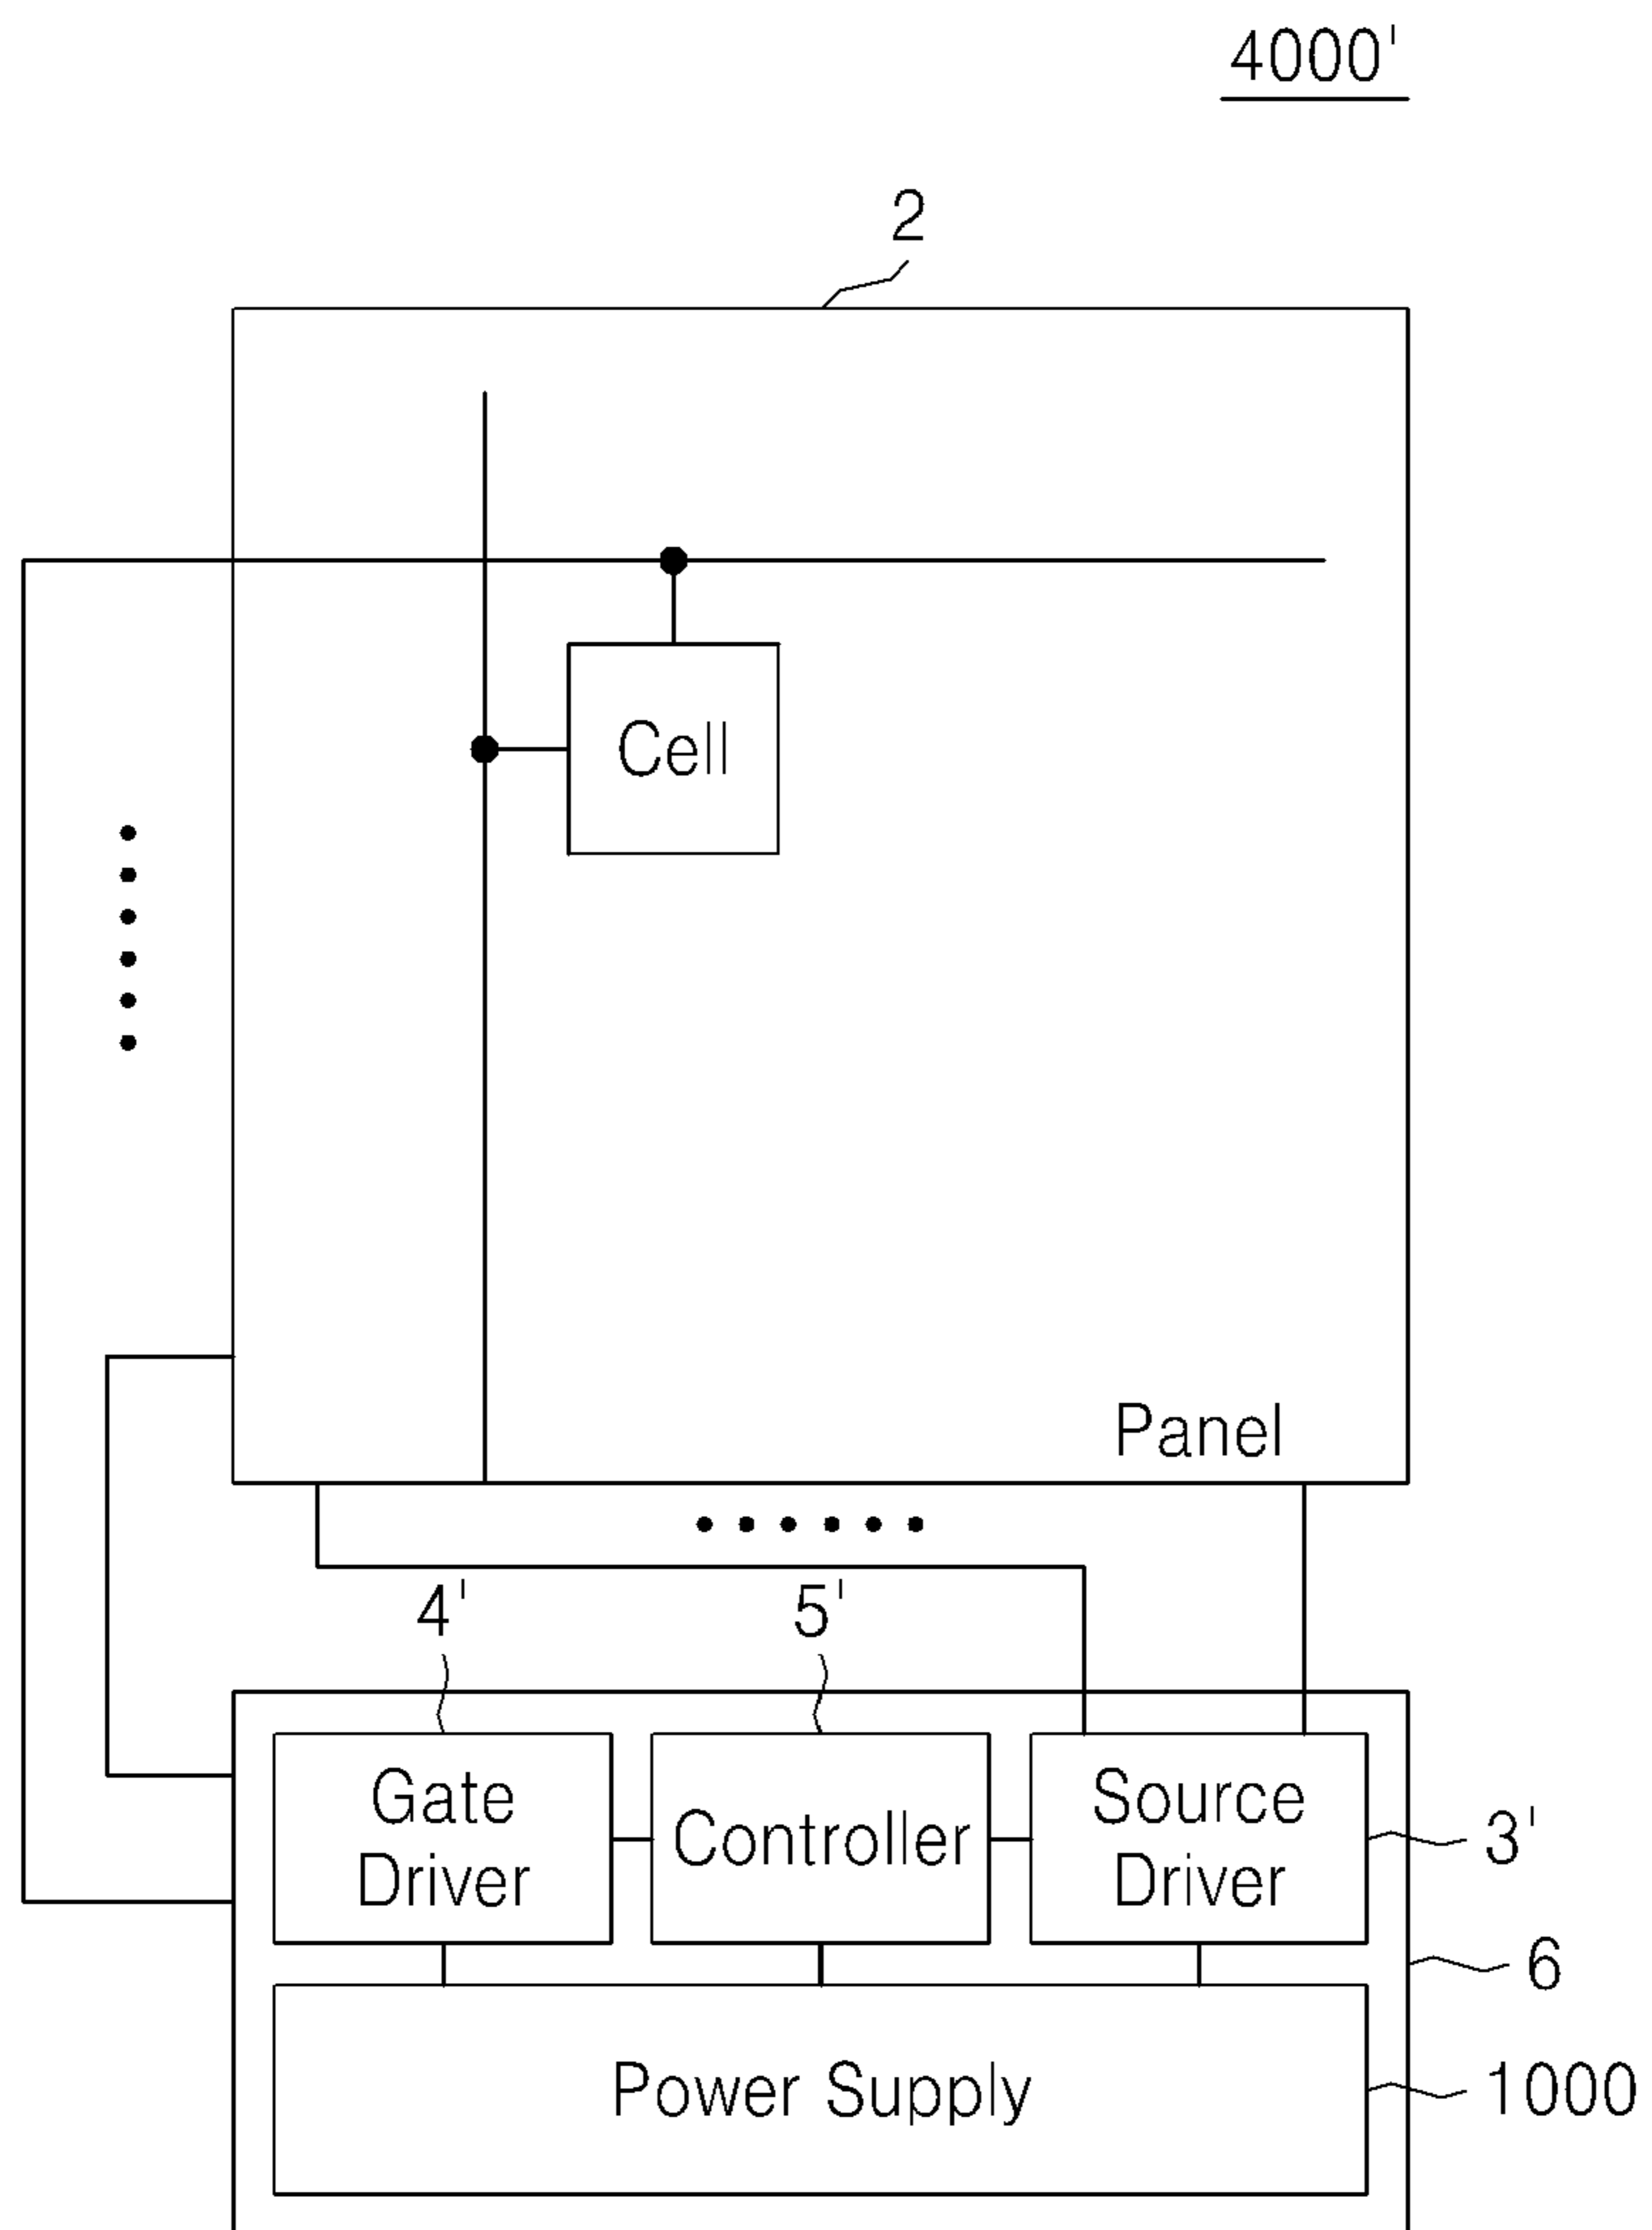 4000'
2
Cell
Panel
4'
5'
Gate
Driver
Controller
Source
Driver
3'
6
Power Supply
1000